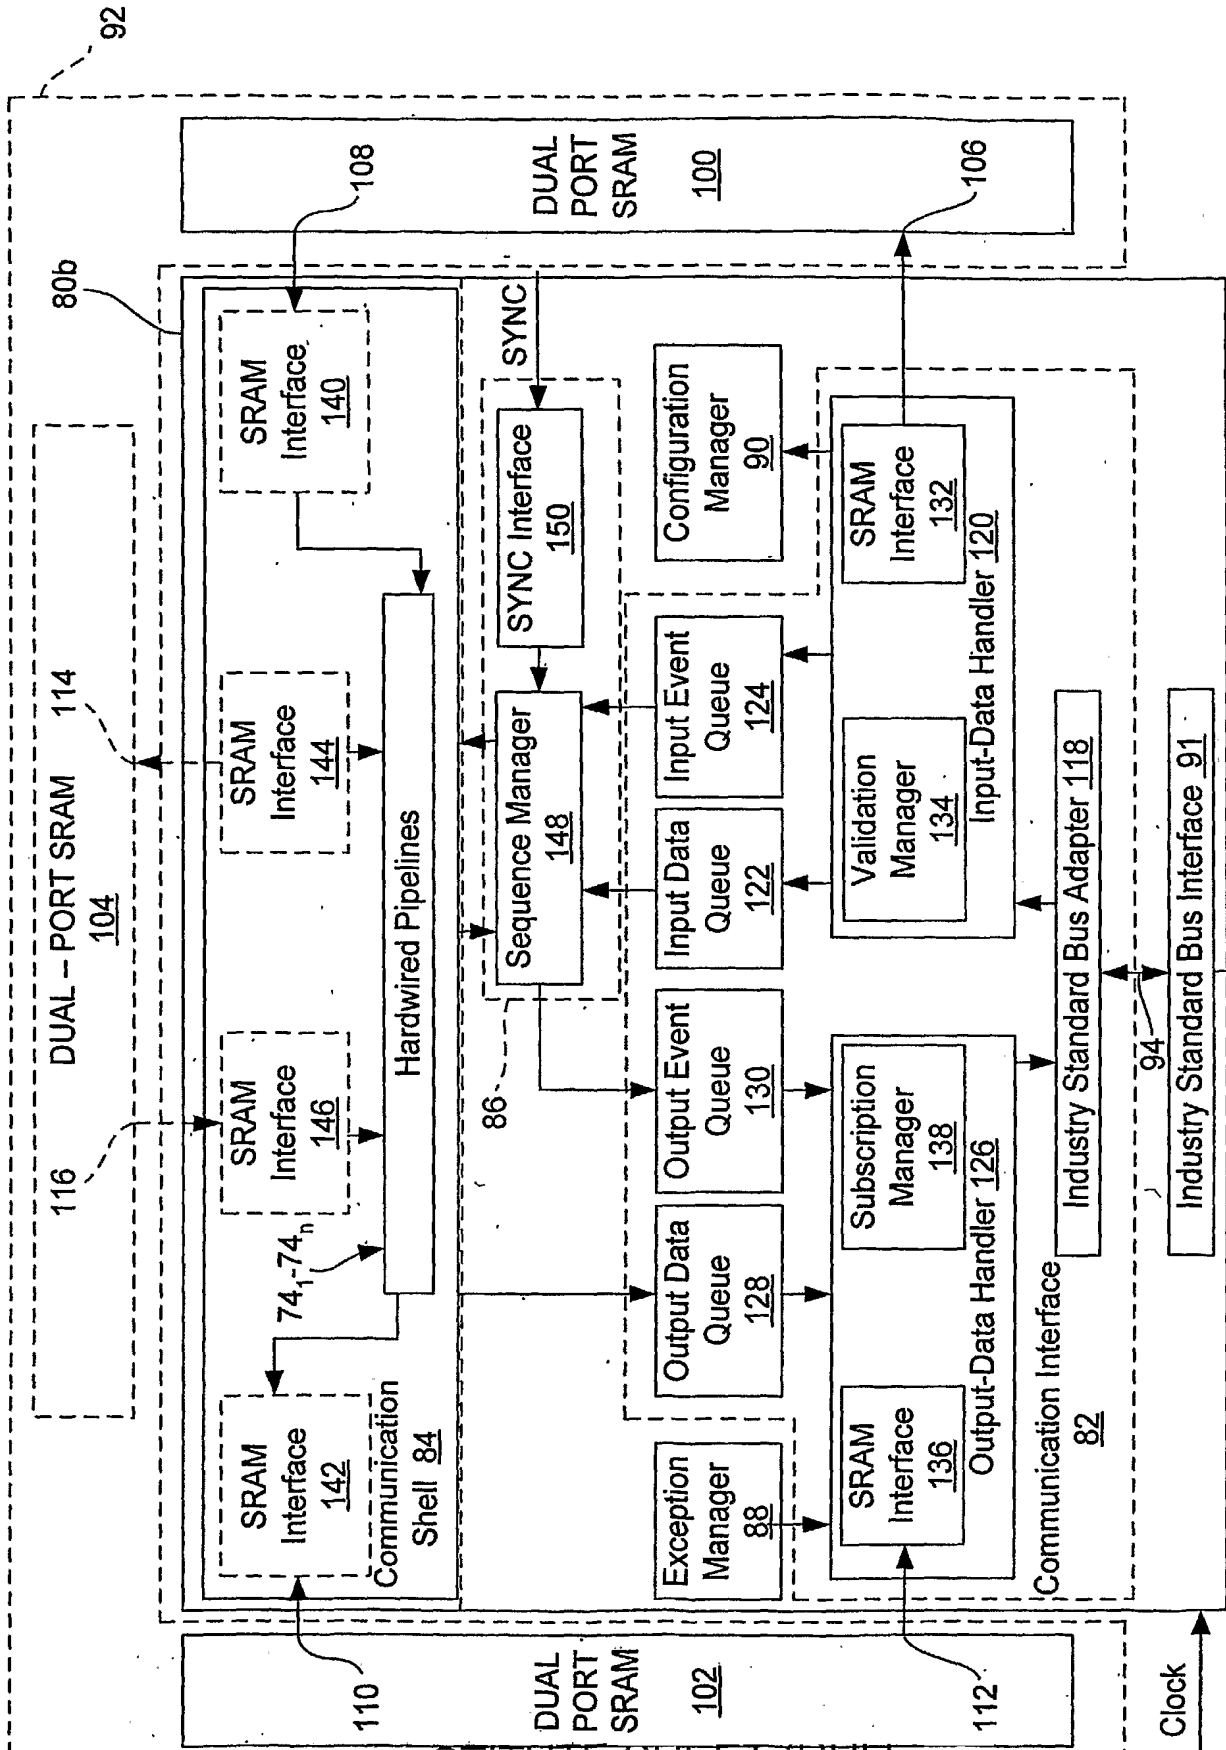 92
DUAL – PORT SRAM
104
116
114
80b
108
110
SRAM
Interface
142
SRAM
Interface
146
SRAM
Interface
144
SRAM
Interface
140
74₁-74ₙ
Hardwired Pipelines
Communication
Shell 84
86
Sequence Manager
148
SYNC Interface
150
SYNC
DUAL
PORT
SRAM
102
DUAL
PORT
SRAM
100
Exception
Manager
88
Output Data
Queue
128
Output Event
Queue
130
Input Data
Queue
122
Input Event
Queue
124
Configuration
Manager
90
112
SRAM
Interface
136
Subscription
Manager
138
Output-Data Handler 126
Validation
Manager
134
SRAM
Interface
132
Input-Data Handler 120
106
Communication Interface
82
Industry Standard Bus Adapter 118
94
Industry Standard Bus Interface 91
Clock